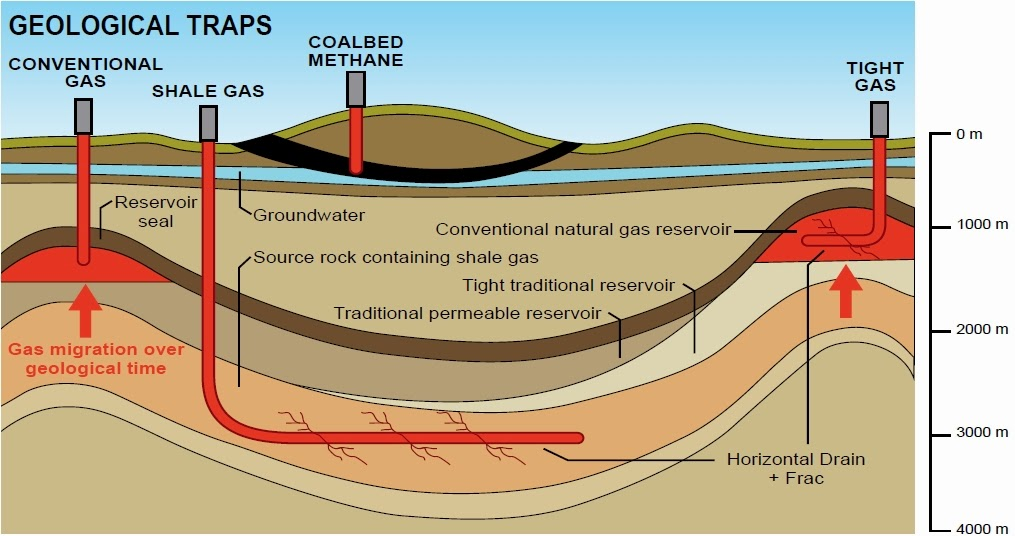 GEOLOGICAL TRAPS
CONVENTIONAL
GAS
SHALE GAS
COALBED
METHANE
TIGHT
GAS
0 m
Reservoir
seal
Groundwater
Conventional natural gas reservoir
1000 m
Source rock containing shale gas
Tight traditional reservoir
Traditional permeable reservoir
2000 m
Gas migration over
geological time
3000 m
Horizontal Drain
+ Frac
4000 m